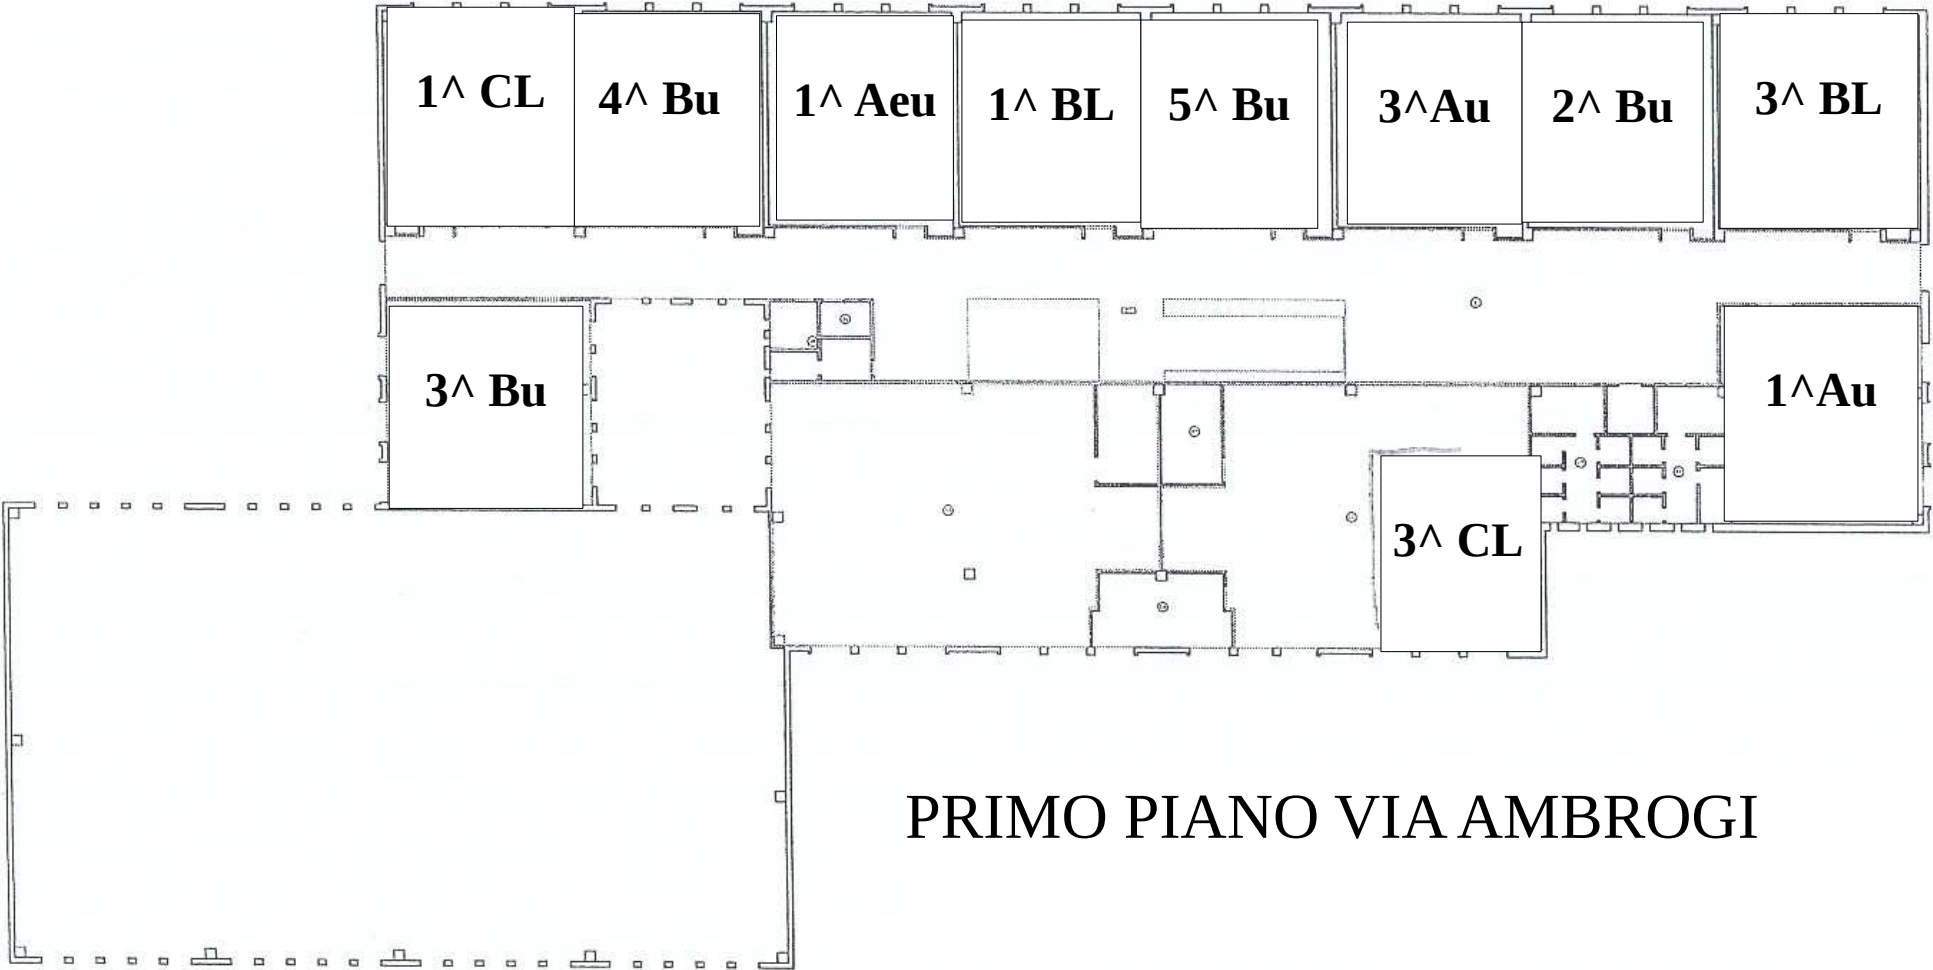 1^ CL
4^ Bu
1^ Aeu
1^ BL
5^ Bu
3^Au
2^ Bu
3^ BL
3^ Bu
1^Au
3^ CL
PRIMO PIANO VIA AMBROGI